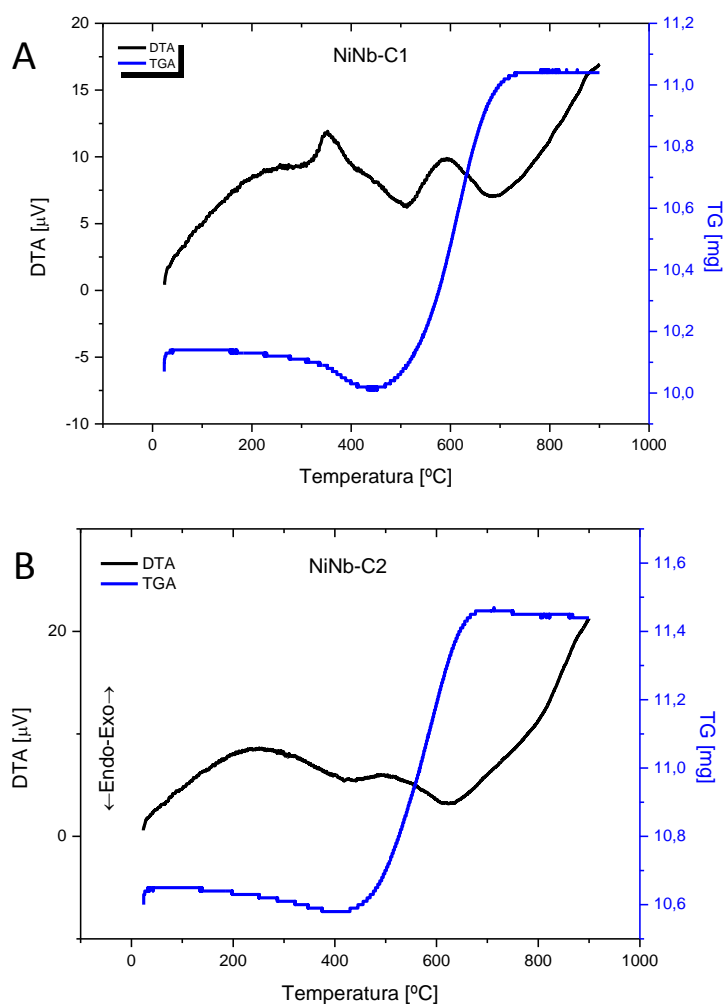 A
NiNb-C1
DTA
TGA
DTA [µV]
20
15
10
5
0
-5
-10
TG [mg]
11,2
11,0
10,8
10,6
10,4
10,2
10,0
0 200 400 600 800 1000
Temperatura [ºC]
B
NiNb-C2
DTA
TGA
DTA [µV]
←Endo-Exo→
20
0
TG [mg]
11,6
11,4
11,2
11,0
10,8
10,6
0 200 400 600 800 1000
Temperatura [ºC]